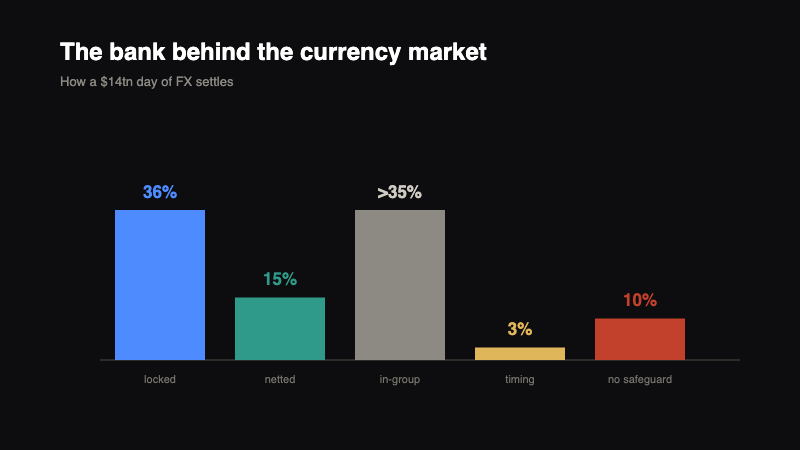 The bank behind the currency market
How a $14tn day of FX settles
36%
15%
>35%
3%
10%
locked
netted
in-group
timing
no safeguard